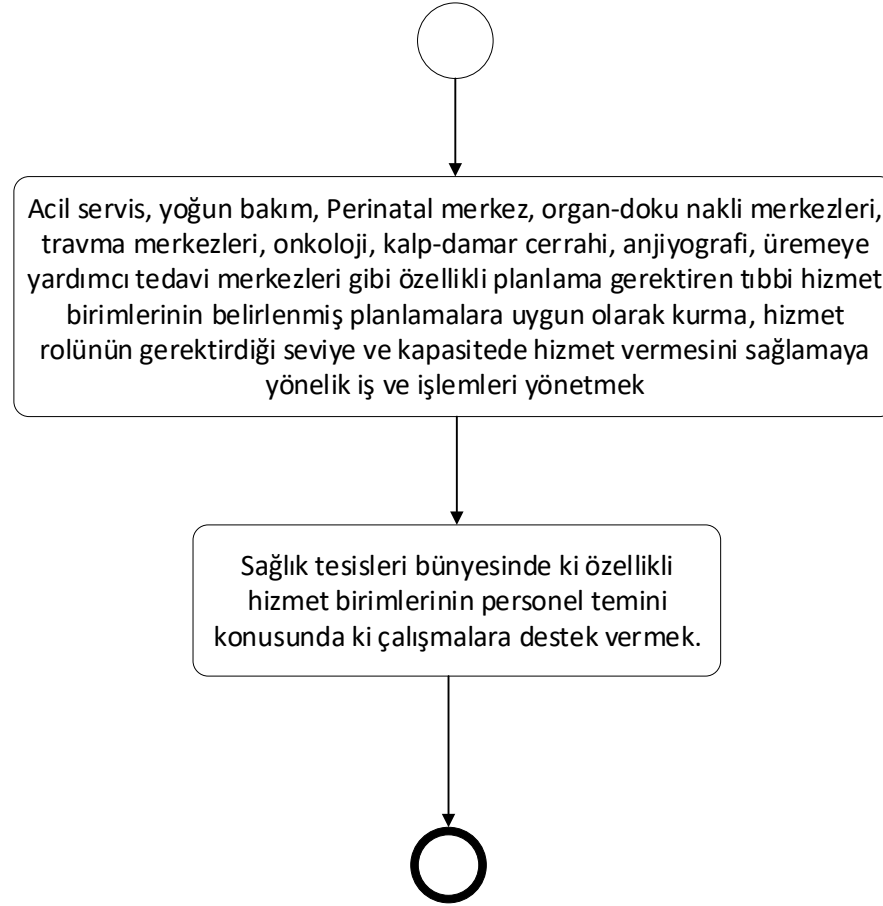 Acil servis, yoğun bakım, Perinatal merkez, organ-doku nakli merkezleri,
travma merkezleri, onkoloji, kalp-damar cerrahi, anjiyografi, üremeye
yardımcı tedavi merkezleri gibi özellikli planlama gerektiren tıbbi hizmet
birimlerinin belirlenmiş planlamalara uygun olarak kurma, hizmet
rolünün gerektirdiği seviye ve kapasitede hizmet vermesini sağlamaya
yönelik iş ve işlemleri yönetmek
Sağlık tesisleri bünyesinde ki özellikli
hizmet birimlerinin personel temini
konusunda ki çalışmalara destek vermek.